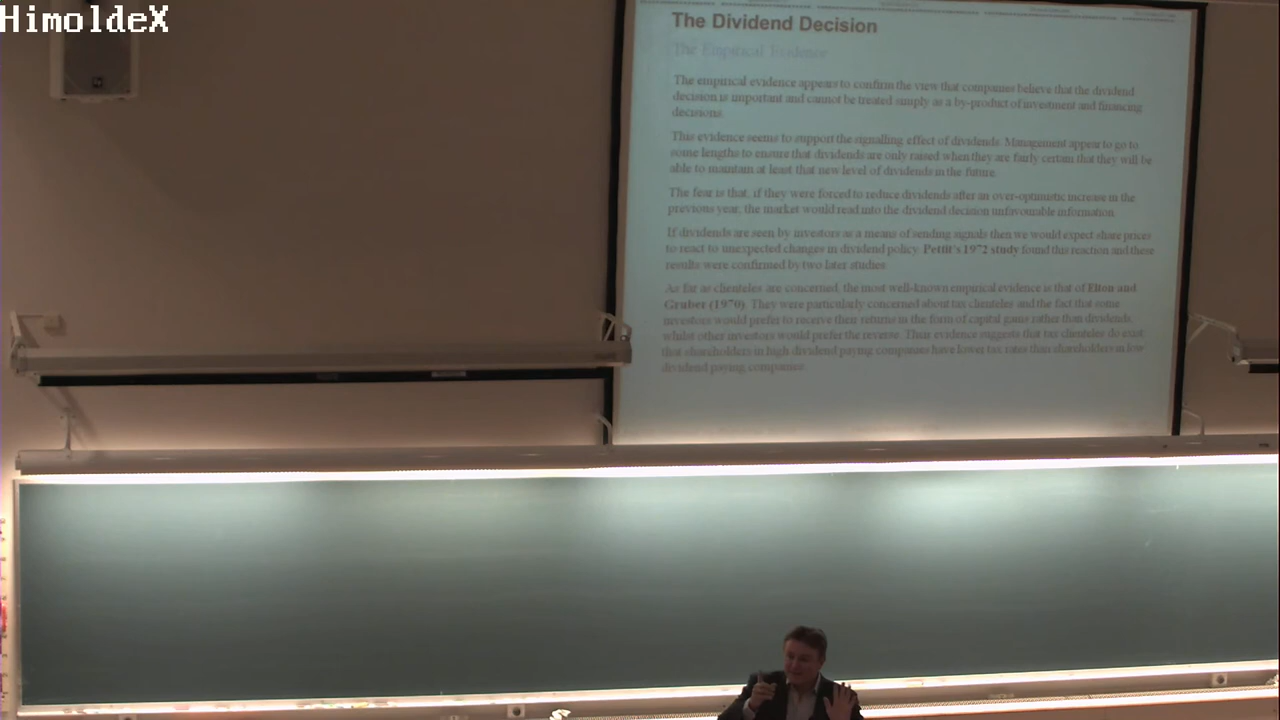 HimoldeX
The Dividend Decision
The Empirical Evidence
The empirical evidence appears to confirm the view that companies believe that the dividend
decision is important and cannot be treated simply as a by-product of investment and financing
decisions.
This evidence seems to support the signalling effect of dividends. Management appear to go to
some lengths to ensure that dividends are only raised when they are fairly certain that they will be
able to maintain at least that new level of dividends in the future.
The fear is that, if they were forced to reduce dividends after an over-optimistic increase in the
previous year, the market would read into the dividend decision unfavourable information.
If dividends are seen by investors as a means of sending signals then we would expect share prices
to react to unexpected changes in dividend policy. Pettit's 1972 study found this reaction and these
results were confirmed by two later studies.
As far as clienteles are concerned, the most well-known empirical evidence is that of Elton and
Gruber (1970). They were particularly concerned about tax clienteles and the fact that some
investors would prefer to receive their returns in the form of capital gains rather than dividends,
whilst other investors would prefer the reverse. Their evidence suggests that tax clienteles do exist
that shareholders in high dividend paying companies have lower tax rates than shareholders in low
dividend paying companies.